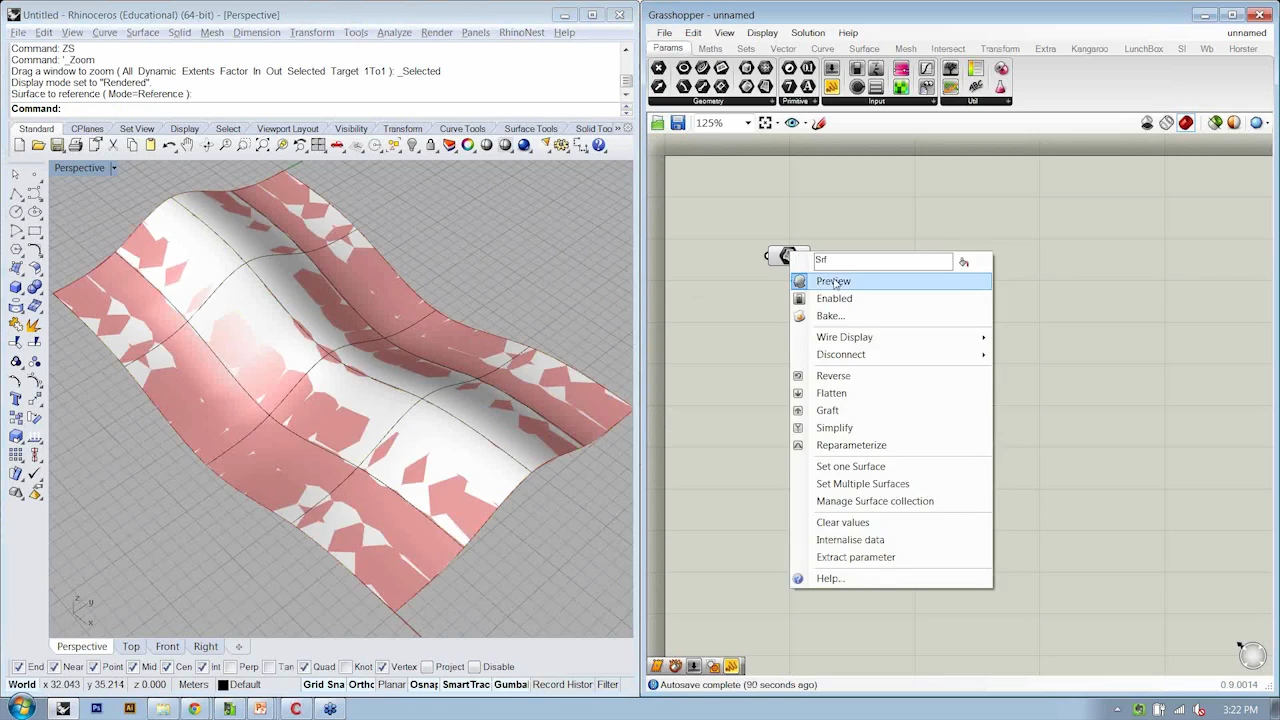 Untitled - Rhinoceros (Educational) (64-bit) - [Perspective]
File Edit View Curve Surface Solid Mesh Dimension Transform Tools Analyze Render Panels RhinoNest Help
Command: ZS
Command: '_Zoom
Drag a window to zoom ( All Dynamic Extents Factor In Out Selected Target 1To1 ): _Selected
Display mode set to "Rendered".
Surface to reference ( Mode=Reference )
Command:
Standard CPlanes Set View Display Select Viewport Layout Visibility Transform Curve Tools Surface Tools Solid Too »
Perspective
z
y
x
Perspective Top Front Right
End Near Point Mid Cen Int Perp Tan Quad Knot Vertex Project Disable
World x 32.043 y 35.214 z 0.000 Meters Default Grid Sna Ortho Planar Osnap SmartTrac Gumba Record Histor Filter
Grasshopper - unnamed
File Edit View Display Solution Help unnamed
Params Maths Sets Vector Curve Surface Mesh Intersect Transform Extra Kangaroo LunchBox SI Wb Horster
Geometry Primitive Input Util
125%
Srf
Preview
Enabled
Bake...
Wire Display
Disconnect
Reverse
Flatten
Graft
Simplify
Reparameterize
Set one Surface
Set Multiple Surfaces
Manage Surface collection
Clear values
Internalise data
Extract parameter
Help...
Autosave complete (90 seconds ago) 0.9.0014
3:22 PM